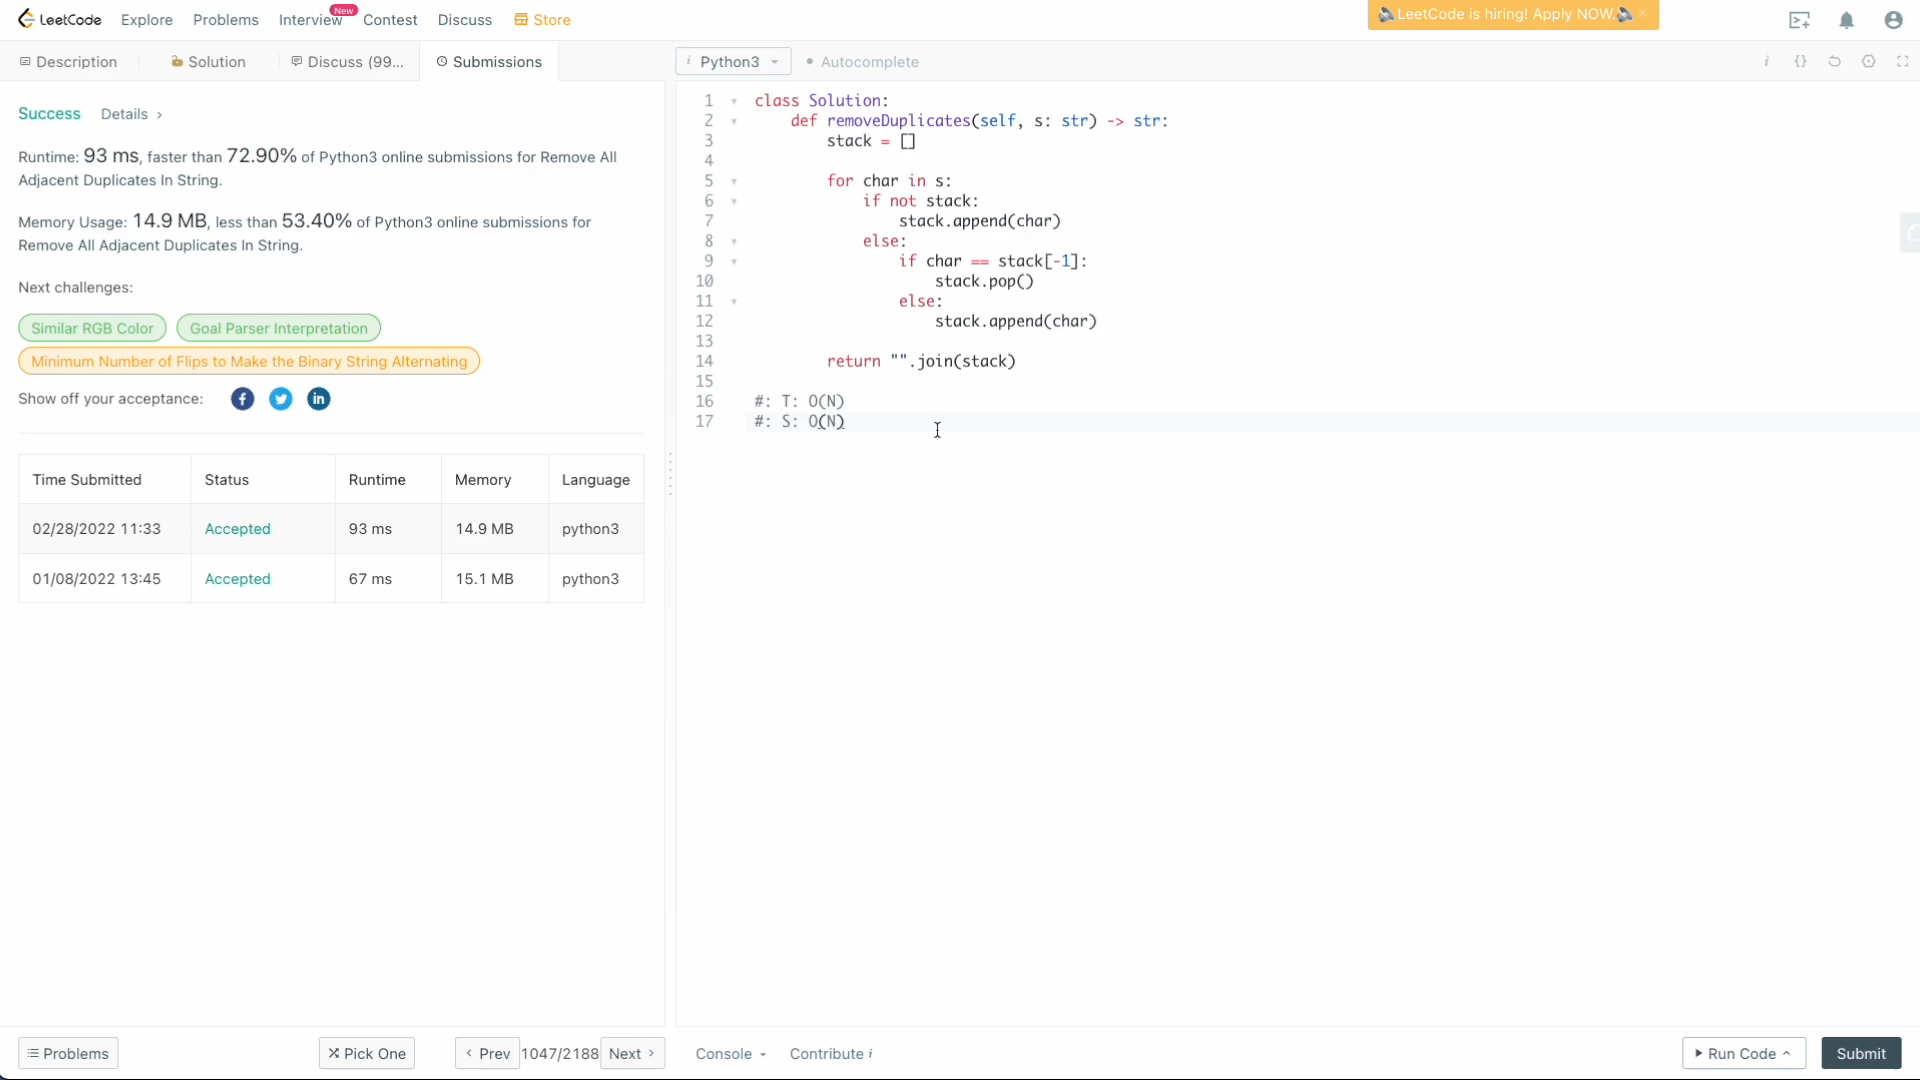 LeetCode Explore Problems Interview New Contest Discuss Store
LeetCode is hiring! Apply NOW.
Description Solution Discuss (99... Submissions
i Python3 Autocomplete
Success Details
Runtime: 93 ms, faster than 72.90% of Python3 online submissions for Remove All
Adjacent Duplicates In String.
Memory Usage: 14.9 MB, less than 53.40% of Python3 online submissions for
Remove All Adjacent Duplicates In String.
Next challenges:
Similar RGB Color Goal Parser Interpretation
Minimum Number of Flips to Make the Binary String Alternating
Show off your acceptance:
Time Submitted Status Runtime Memory Language
02/28/2022 11:33 Accepted 93 ms 14.9 MB python3
01/08/2022 13:45 Accepted 67 ms 15.1 MB python3
1 class Solution:
2     def removeDuplicates(self, s: str) -> str:
3         stack = []
4
5         for char in s:
6             if not stack:
7                 stack.append(char)
8             else:
9                 if char == stack[-1]:
10                     stack.pop()
11                 else:
12                     stack.append(char)
13
14         return "".join(stack)
15
16 #: T: O(N)
17 #: S: O(N)
Problems Pick One < Prev 1047/2188 Next > Console Contribute i Run Code Submit